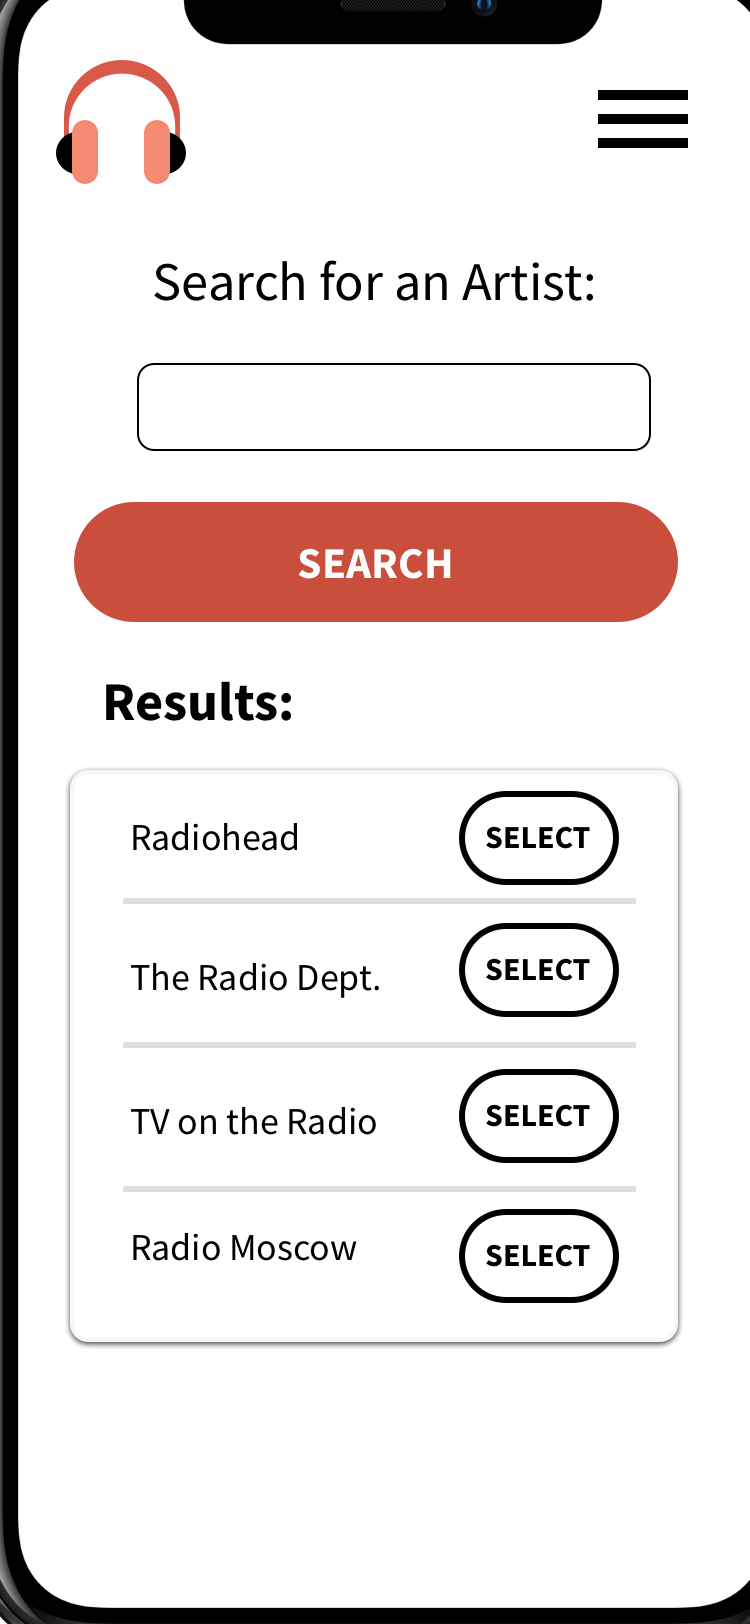 Search for an Artist:
SEARCH
Results:
Radiohead SELECT
The Radio Dept. SELECT
TV on the Radio SELECT
Radio Moscow SELECT